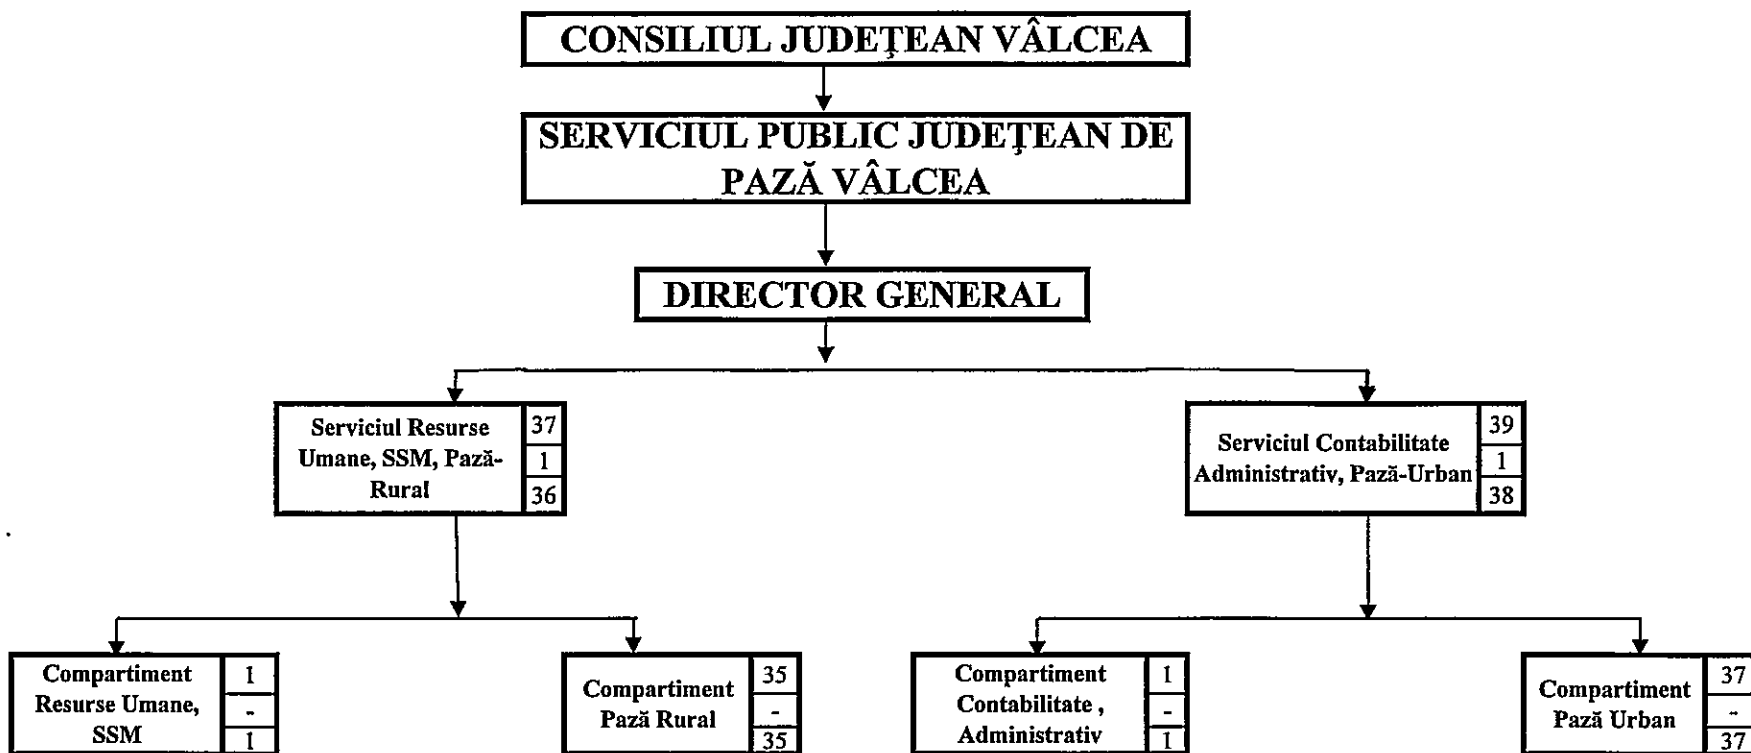 CONSILIUL JUDEŢEAN VÂLCEA
SERVICIUL PUBLIC JUDEŢEAN DE
PAZĂ VÂLCEA
DIRECTOR GENERAL
Serviciul Resurse
Umane, SSM, Pază-
Rural
37
1
36
Serviciul Contabilitate
Administrativ, Pază-Urban
39
1
38
Compartiment
Resurse Umane,
SSM
1
-
1
Compartiment
Pază Rural
35
-
35
Compartiment
Contabilitate ,
Administrativ
1
-
1
Compartiment
Pază Urban
37
-
37